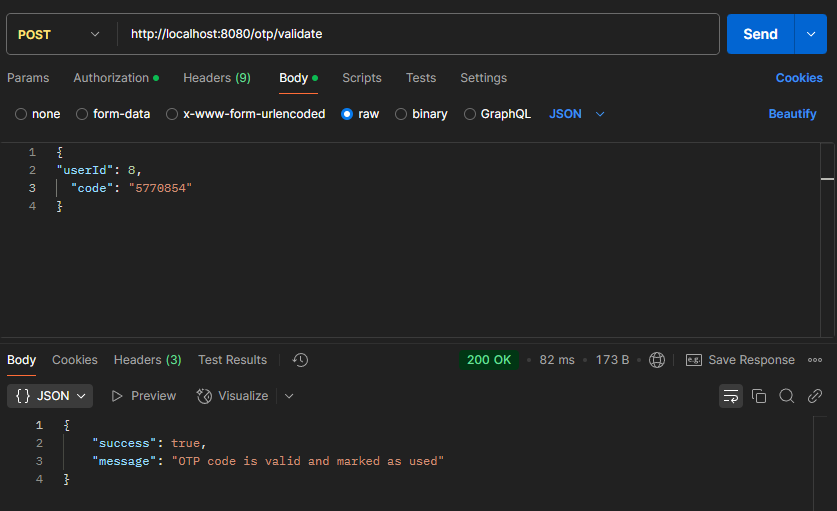 POST http://localhost:8080/otp/validate Send
Params Authorization Headers (9) Body Scripts Tests Settings Cookies
none form-data x-www-form-urlencoded raw binary GraphQL JSON Beautify
1 {
2 "userId": 8,
3 "code": "5770854"
4 }
Body Cookies Headers (3) Test Results 200 OK • 82 ms • 173 B • e.g. Save Response
{} JSON Preview Visualize
1 {
2 "success": true,
3 "message": "OTP code is valid and marked as used"
4 }